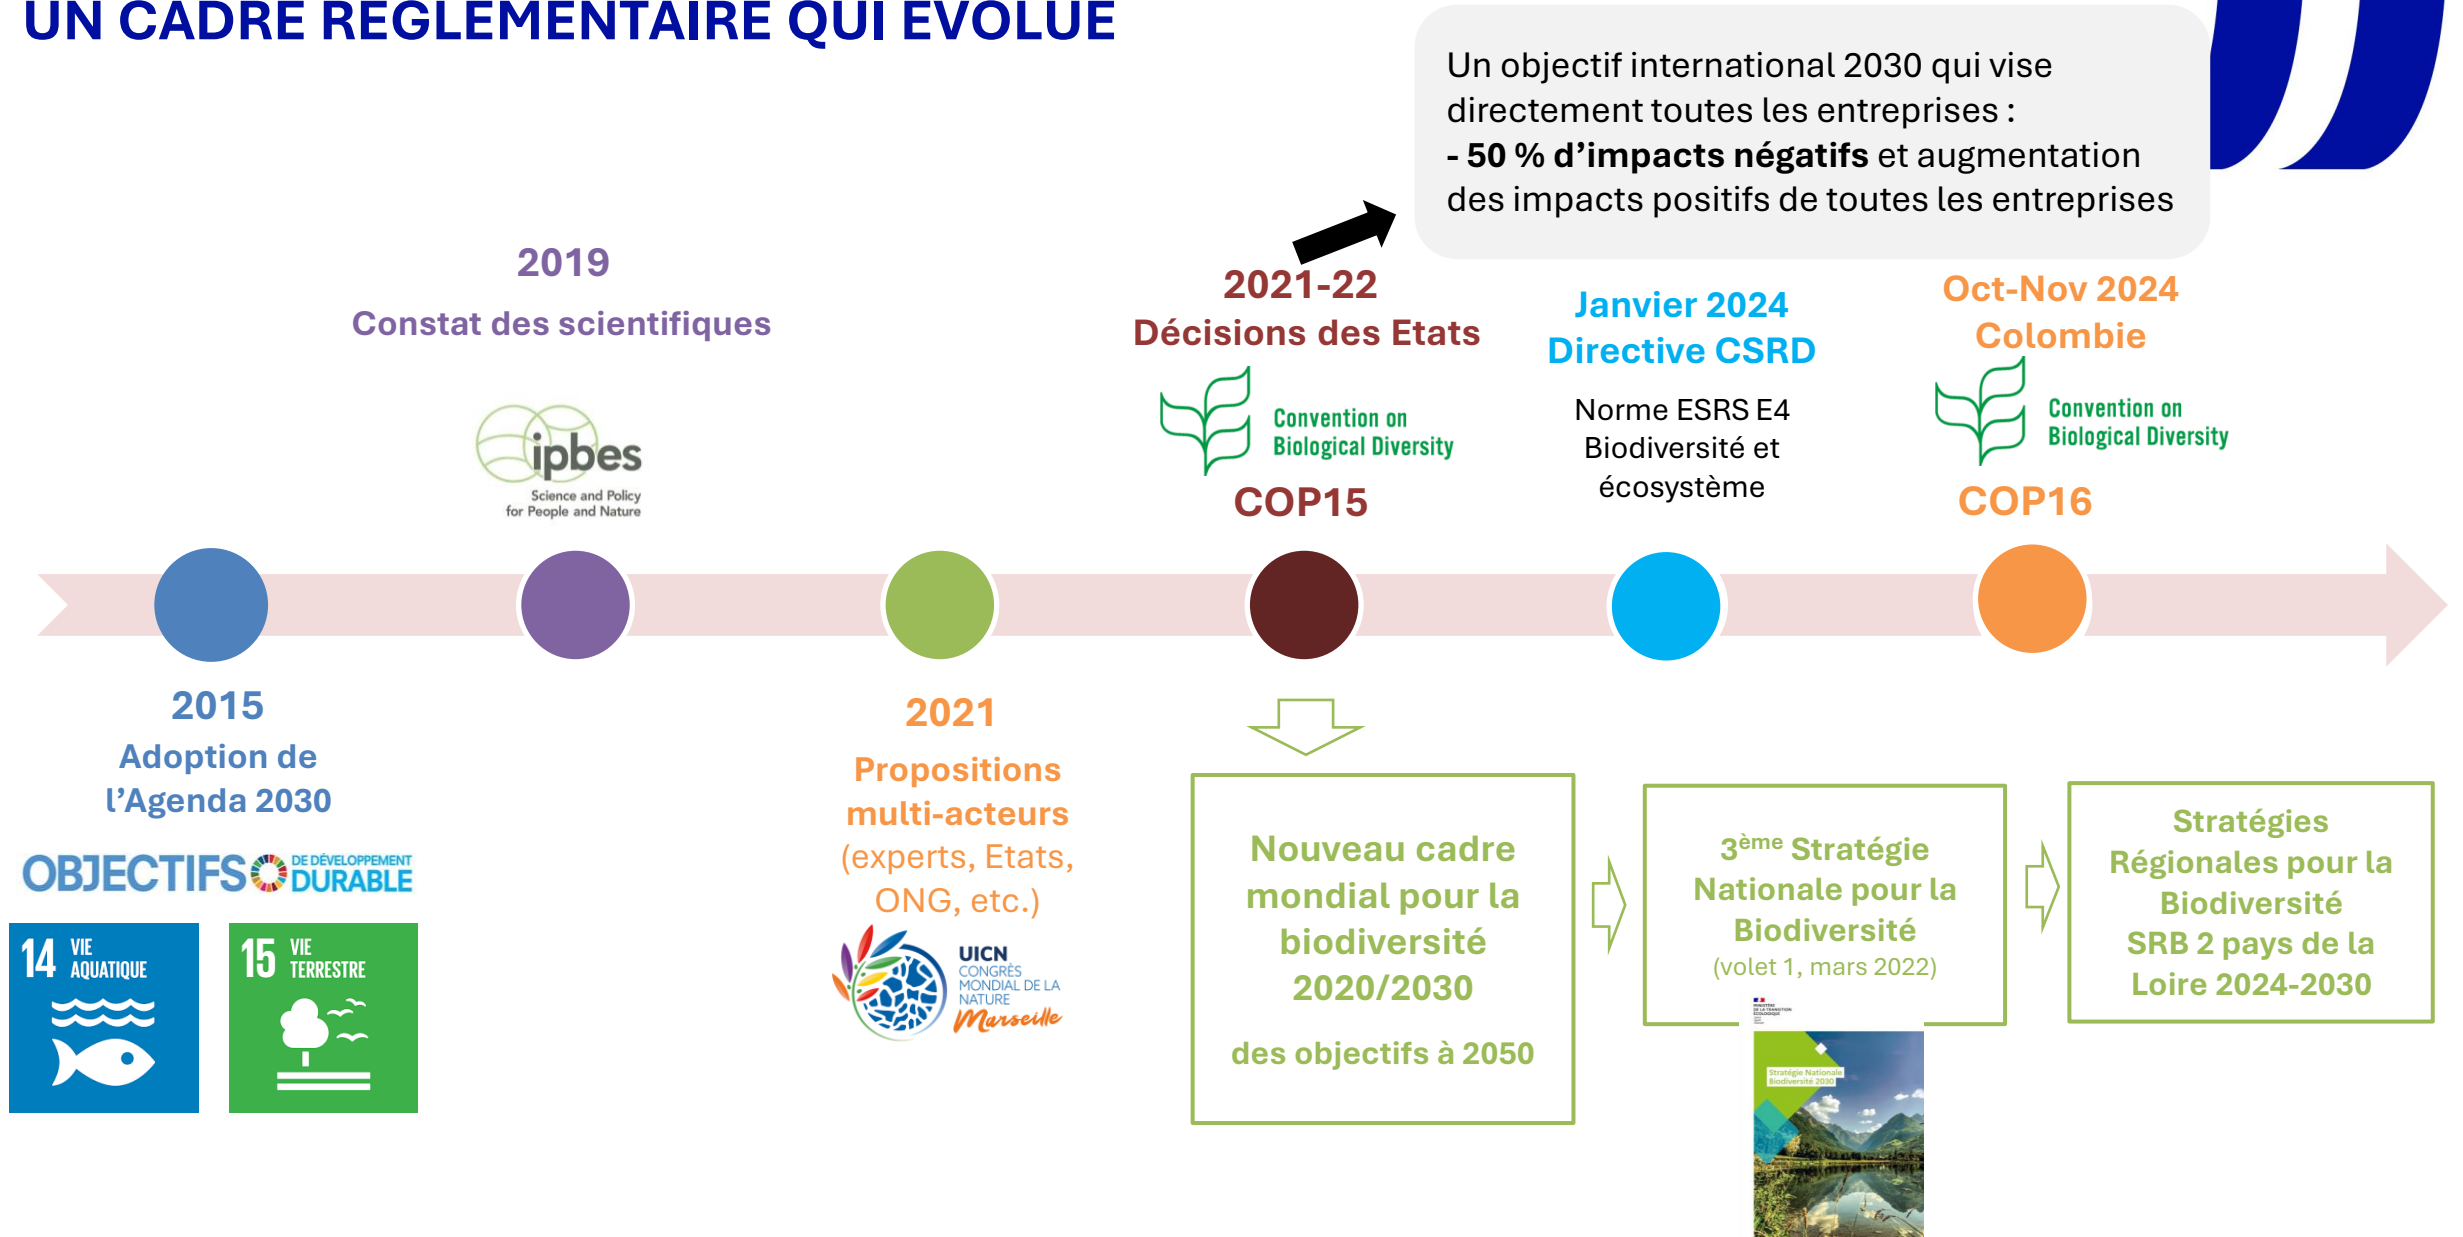 UN CADRE REGLEMENTAIRE QUI EVOLUE
Un objectif international 2030 qui vise
directement toutes les entreprises :
- 50 % d’impacts négatifs et augmentation
des impacts positifs de toutes les entreprises
2019
Constat des scientifiques
ipbes
Science and Policy
for People and Nature
2021-22
Décisions des Etats
Convention on
Biological Diversity
COP15
Janvier 2024
Directive CSRD
Norme ESRS E4
Biodiversité et
écosystème
Oct-Nov 2024
Colombie
Convention on
Biological Diversity
COP16
2015
Adoption de
l’Agenda 2030
OBJECTIFS DE DÉVELOPPEMENT
DURABLE
14 VIE
AQUATIQUE
15 VIE
TERRESTRE
2021
Propositions
multi-acteurs
(experts, Etats,
ONG, etc.)
UICN
CONGRÈS
MONDIAL DE LA
NATURE
Marseille
Nouveau cadre
mondial pour la
biodiversité
2020/2030
des objectifs à 2050
3ème Stratégie
Nationale pour la
Biodiversité
(volet 1, mars 2022)
MINISTÈRE
DE LA TRANSITION
ÉCOLOGIQUE
Stratégie Nationale
Biodiversité 2030
Stratégies
Régionales pour la
Biodiversité
SRB 2 pays de la
Loire 2024-2030